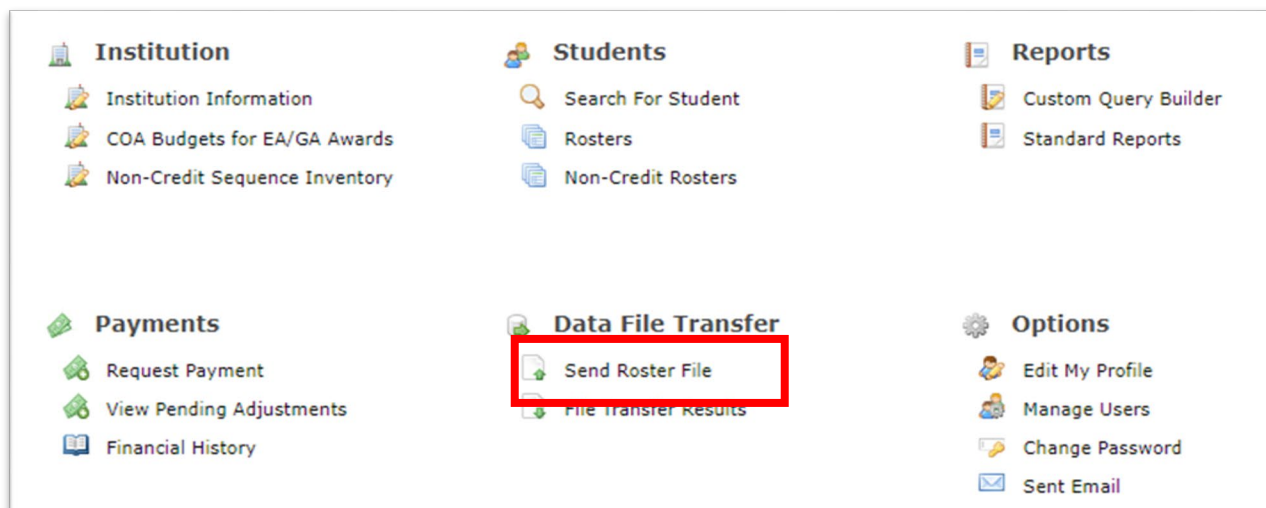 Institution
Institution Information
COA Budgets for EA/GA Awards
Non-Credit Sequence Inventory
Students
Search For Student
Rosters
Non-Credit Rosters
Reports
Custom Query Builder
Standard Reports
Payments
Request Payment
View Pending Adjustments
Financial History
Data File Transfer
Send Roster File
File Transfer Results
Options
Edit My Profile
Manage Users
Change Password
Sent Email